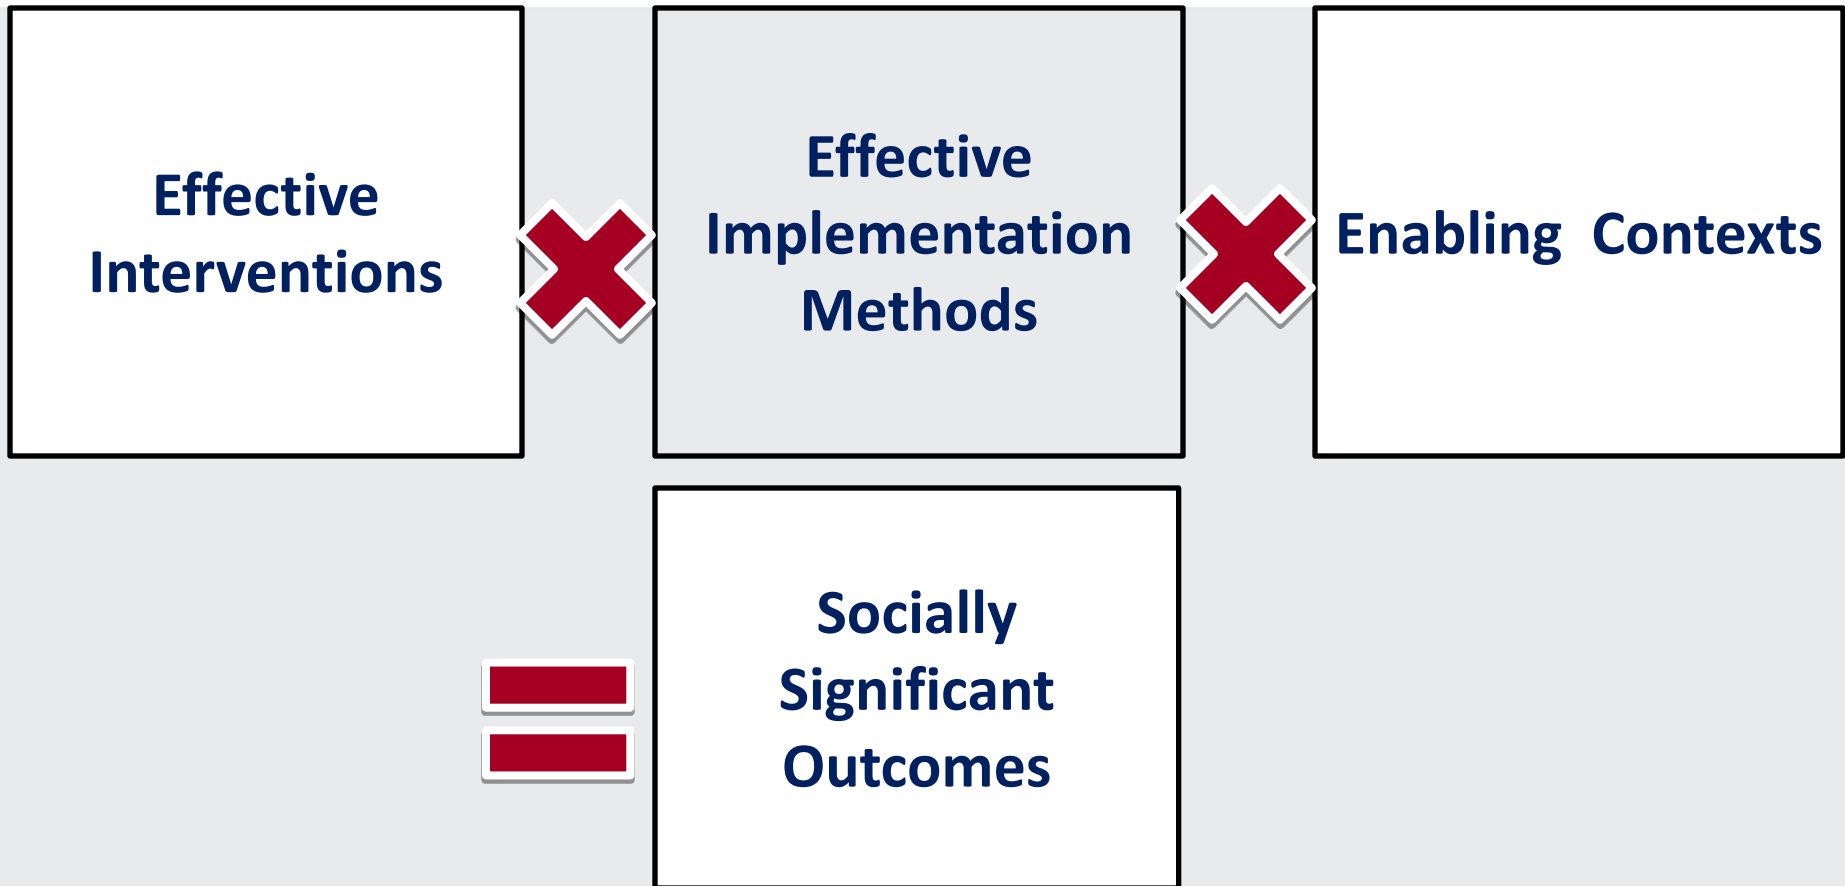 Effective
Interventions
Effective
Implementation
Methods
Enabling Contexts
Socially
Significant
Outcomes